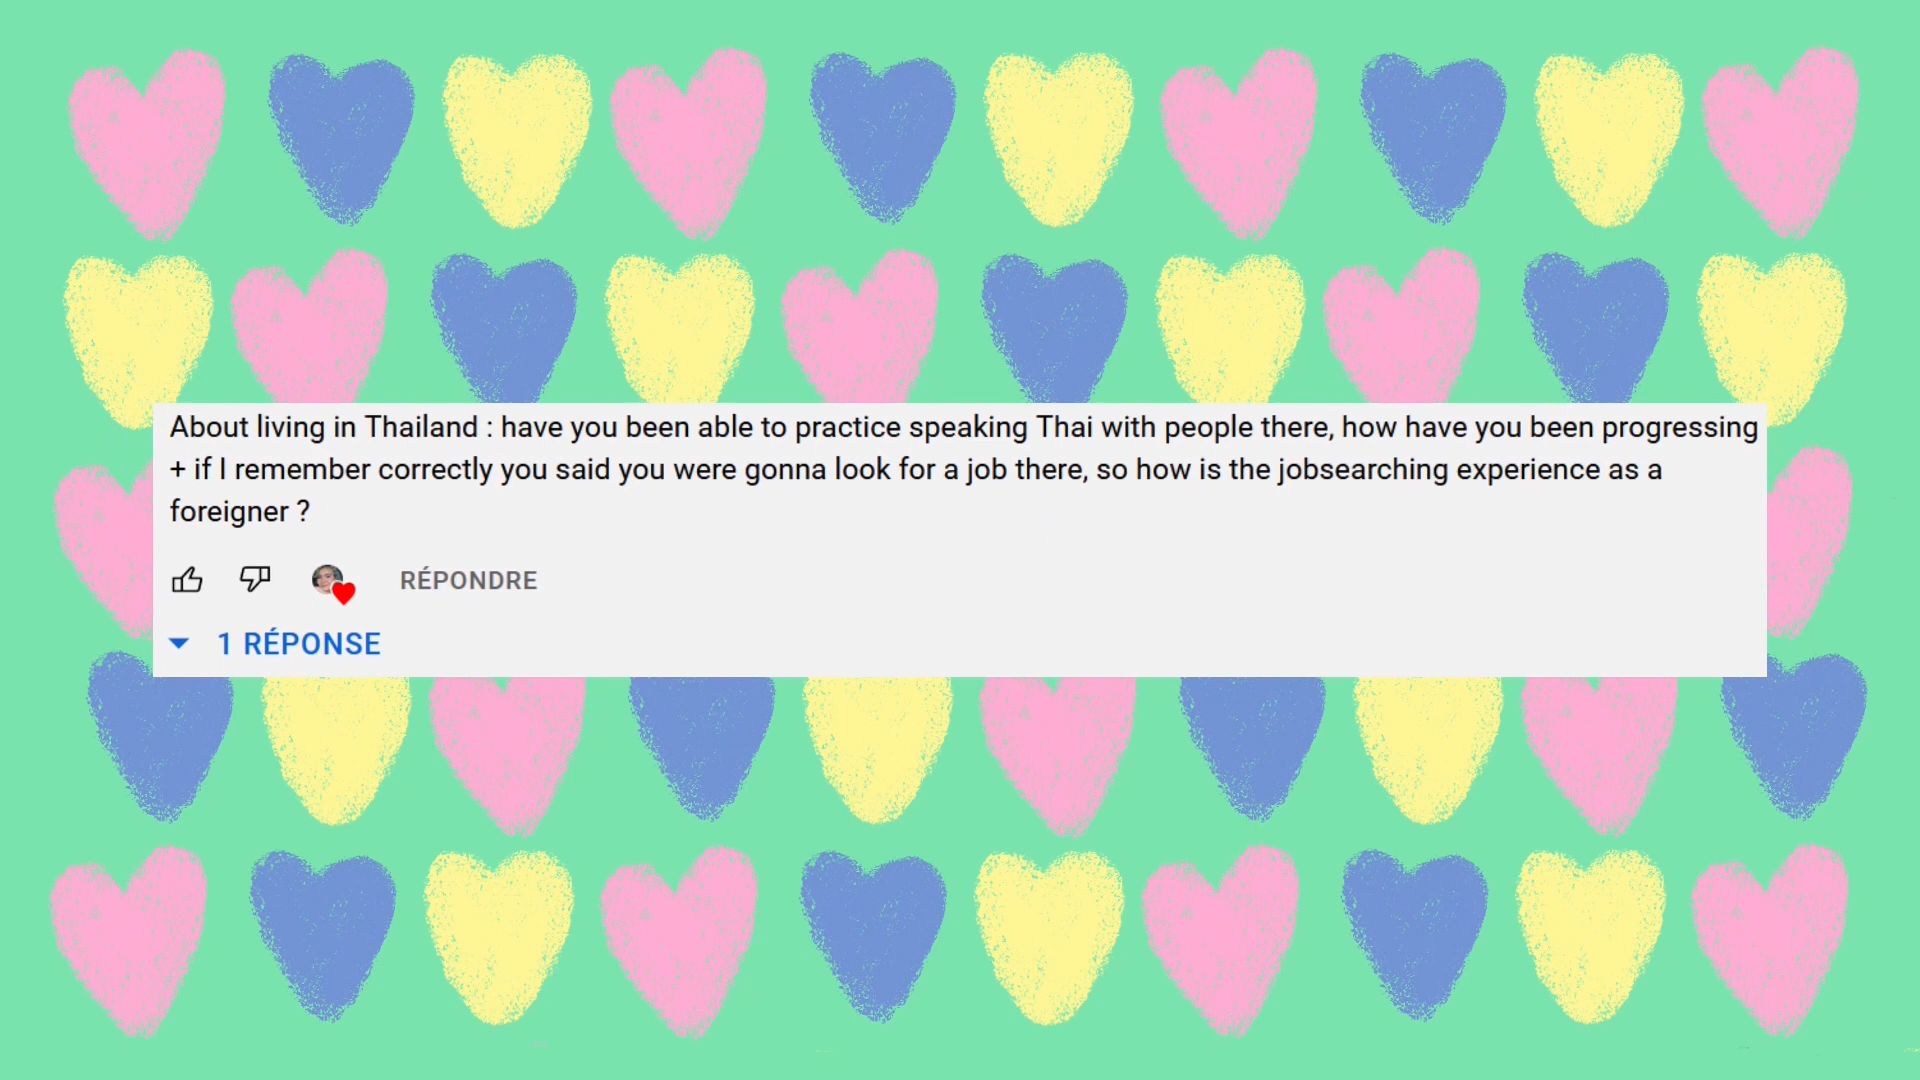 About living in Thailand : have you been able to practice speaking Thai with people there, how have you been progressing
+ if I remember correctly you said you were gonna look for a job there, so how is the jobsearching experience as a
foreigner ?
RÉPONDRE
1 RÉPONSE